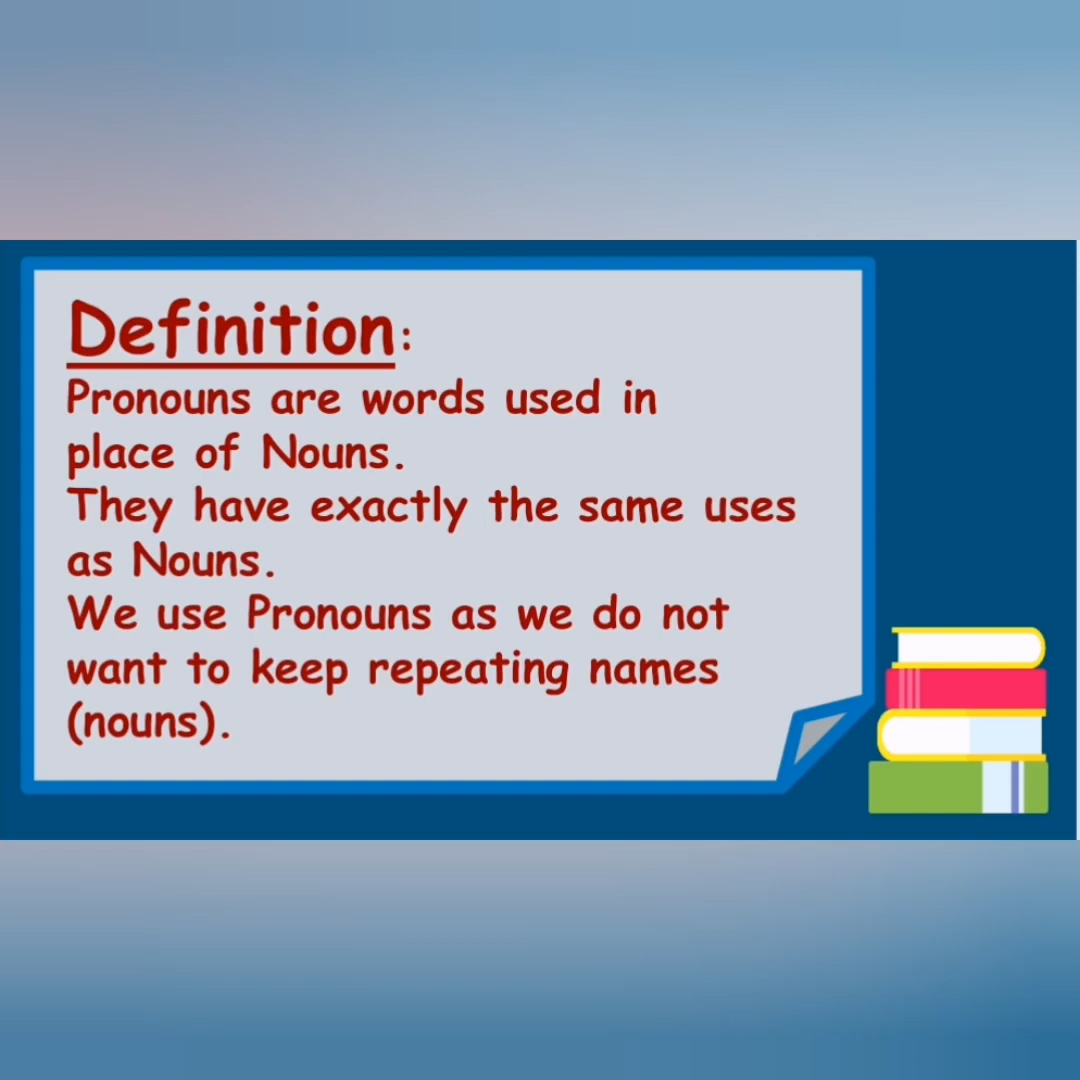 Definition:
Pronouns are words used in
place of Nouns.
They have exactly the same uses
as Nouns.
We use Pronouns as we do not
want to keep repeating names
(nouns).